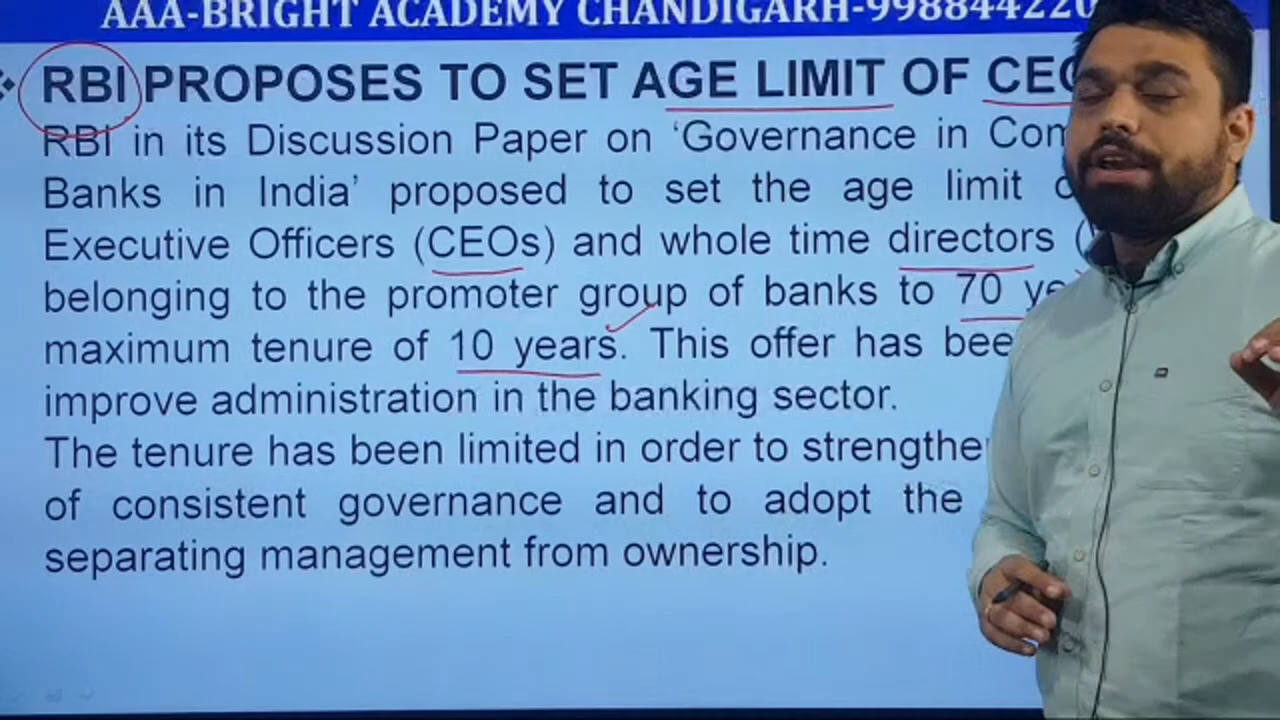 AAA-BRIGHT ACADEMY CHANDIGARH-998844220
RBI PROPOSES TO SET AGE LIMIT OF
RBI in its Discussion Paper on ‘Governance in
Banks in India’ proposed to set the age limit
Executive Officers (CEOs) and whole time directors (
belonging to the promoter group of banks to 70
maximum tenure of 10 years. This offer has
improve administration in the banking sector.
The tenure has been limited in order to
of consistent governance and to adopt the
separating management from ownership.